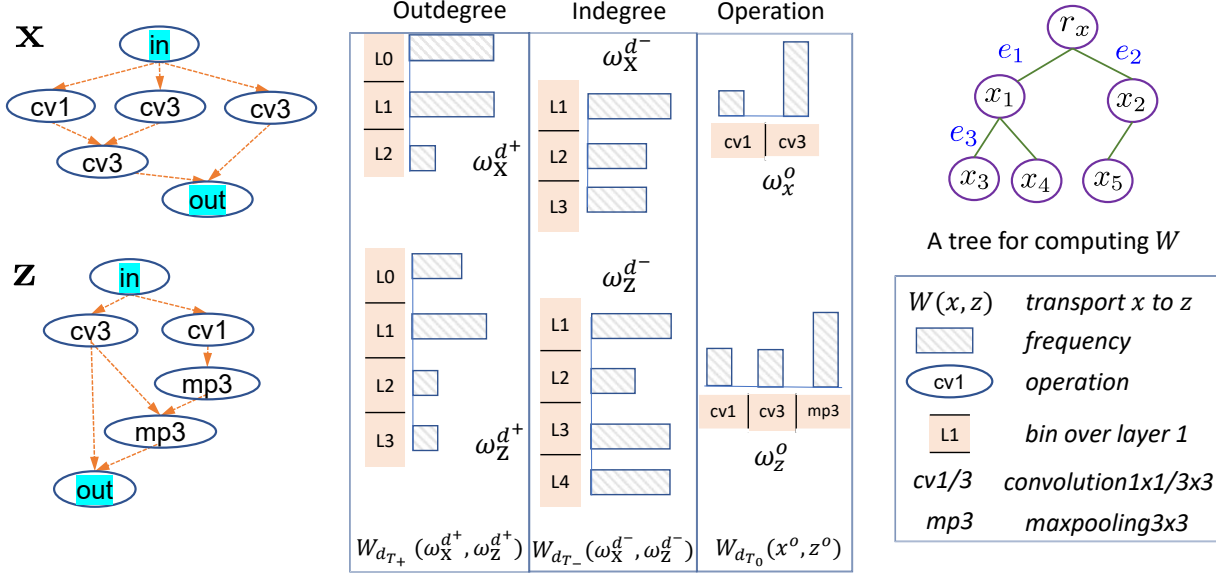 Outdegree
Indegree
Operation
x
in
cv1
cv3
cv3
cv3
out
L0
L1
L2
ω_X^{d^+}
ω_X^{d^-}
L1
L2
L3
cv1
cv3
ω_x^o
r_x
e_1
e_2
x_1
x_2
e_3
x_3
x_4
x_5
A tree for computing W
z
in
cv3
cv1
mp3
mp3
out
L0
L1
L2
L3
ω_Z^{d^+}
ω_Z^{d^-}
L1
L2
L3
L4
cv1
cv3
mp3
ω_z^o
W_{d_{T_+}}(ω_X^{d^+}, ω_Z^{d^+})
W_{d_{T_-}}(ω_X^{d^-}, ω_Z^{d^-})
W_{d_{T_0}}(x^o, z^o)
W(x, z) transport x to z
frequency
cv1 operation
L1 bin over layer 1
cv1/3 convolution1x1/3x3
mp3 maxpooling3x3